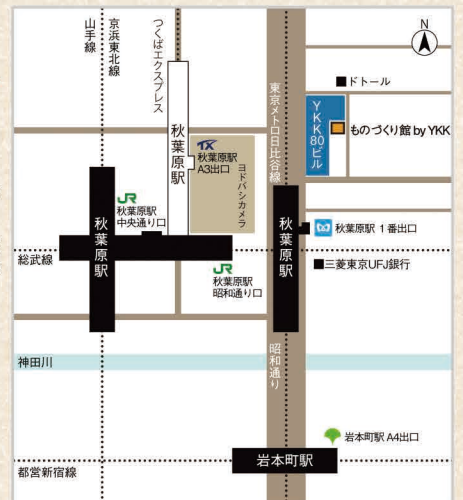 山手線
京浜東北線
つくばエクスプレス
N
ドトール
東京メトロ日比谷線
YKK80ビル
ものづくり館 by YKK
秋葉原駅
TX
秋葉原駅
A3出口
ヨドバシカメラ
JR
秋葉原駅
中央通り口
秋葉原駅
秋葉原駅
秋葉原駅 1番出口
総武線
JR
秋葉原駅
昭和通り口
三菱東京UFJ銀行
昭和通り
神田川
岩本町駅 A4出口
岩本町駅
都営新宿線